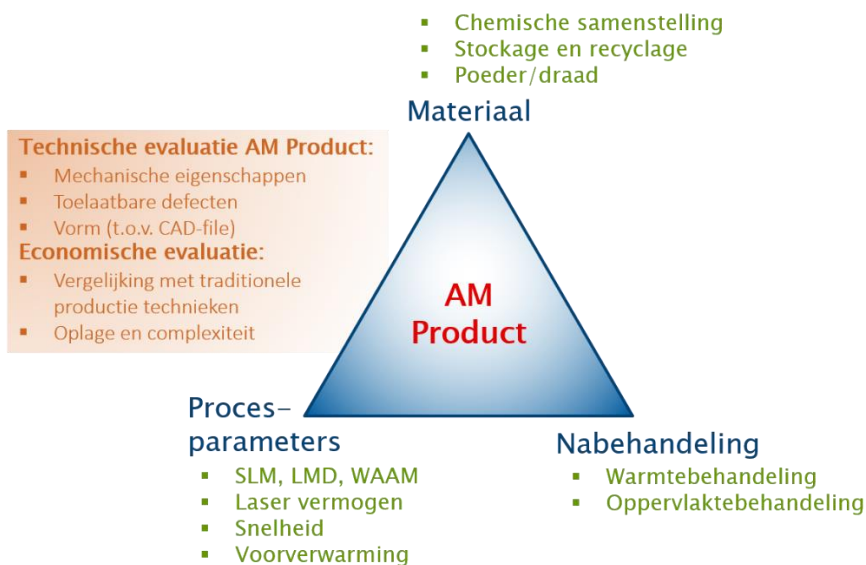 ▪ Chemische samenstelling
▪ Stockage en recyclage
▪ Poeder/draad
Materiaal
Technische evaluatie AM Product:
▪ Mechanische eigenschappen
▪ Toelaatbare defecten
▪ Vorm (t.o.v. CAD-file)
Economische evaluatie:
▪ Vergelijking met traditionele
productie technieken
▪ Oplage en complexiteit
AM
Product
Proces-
parameters
▪ SLM, LMD, WAAM
▪ Laser vermogen
▪ Snelheid
▪ Voorverwarming
Nabehandeling
▪ Warmtebehandeling
▪ Oppervlaktebehandeling